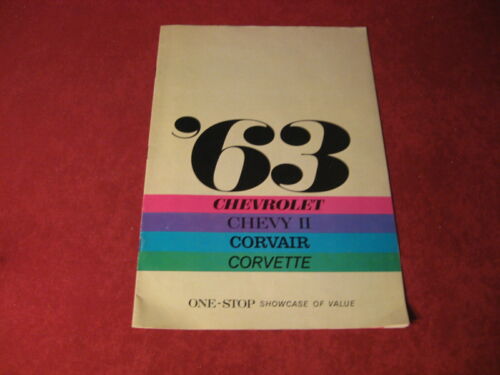 '63
CHEVROLET
CHEVY II
CORVAIR
CORVETTE
ONE-STOP SHOWCASE OF VALUE